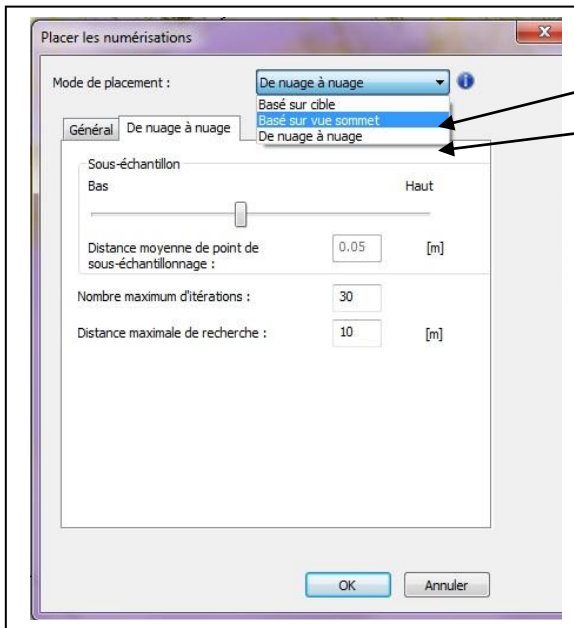 Placer les numérisations
Mode de placement :
De nuage à nuage
Basé sur cible
Basé sur vue sommet
De nuage à nuage
Général
De nuage à nuage
Sous-échantillon
Bas
Haut
Distance moyenne de point de
sous-échantillonnage :
0.05
[m]
Nombre maximum d'itérations :
30
Distance maximale de recherche :
10
[m]
OK
Annuler